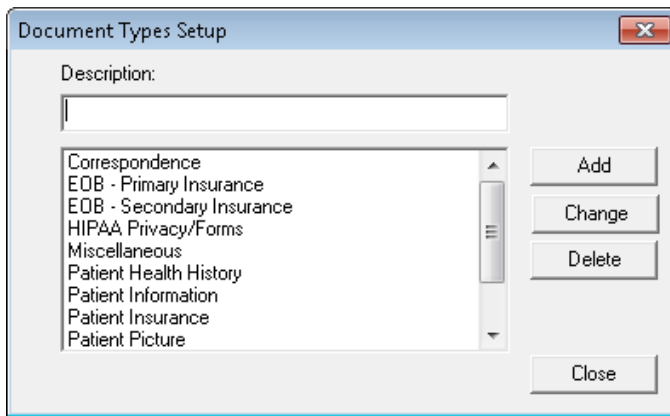 Document Types Setup
Description:
Correspondence
EOB - Primary Insurance
EOB - Secondary Insurance
HIPAA Privacy/Forms
Miscellaneous
Patient Health History
Patient Information
Patient Insurance
Patient Picture
Add
Change
Delete
Close